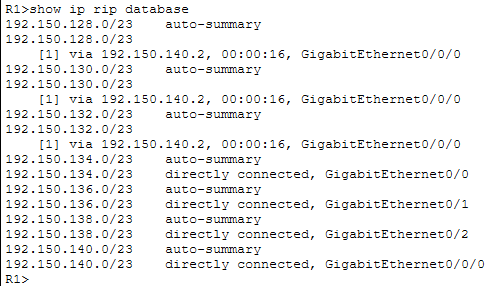 R1>show ip rip database
192.150.128.0/23    auto-summary
192.150.128.0/23
    [1] via 192.150.140.2, 00:00:16, GigabitEthernet0/0/0
192.150.130.0/23    auto-summary
192.150.130.0/23
    [1] via 192.150.140.2, 00:00:16, GigabitEthernet0/0/0
192.150.132.0/23    auto-summary
192.150.132.0/23
    [1] via 192.150.140.2, 00:00:16, GigabitEthernet0/0/0
192.150.134.0/23    auto-summary
192.150.134.0/23    directly connected, GigabitEthernet0/0
192.150.136.0/23    auto-summary
192.150.136.0/23    directly connected, GigabitEthernet0/1
192.150.138.0/23    auto-summary
192.150.138.0/23    directly connected, GigabitEthernet0/2
192.150.140.0/23    auto-summary
192.150.140.0/23    directly connected, GigabitEthernet0/0/0
R1>